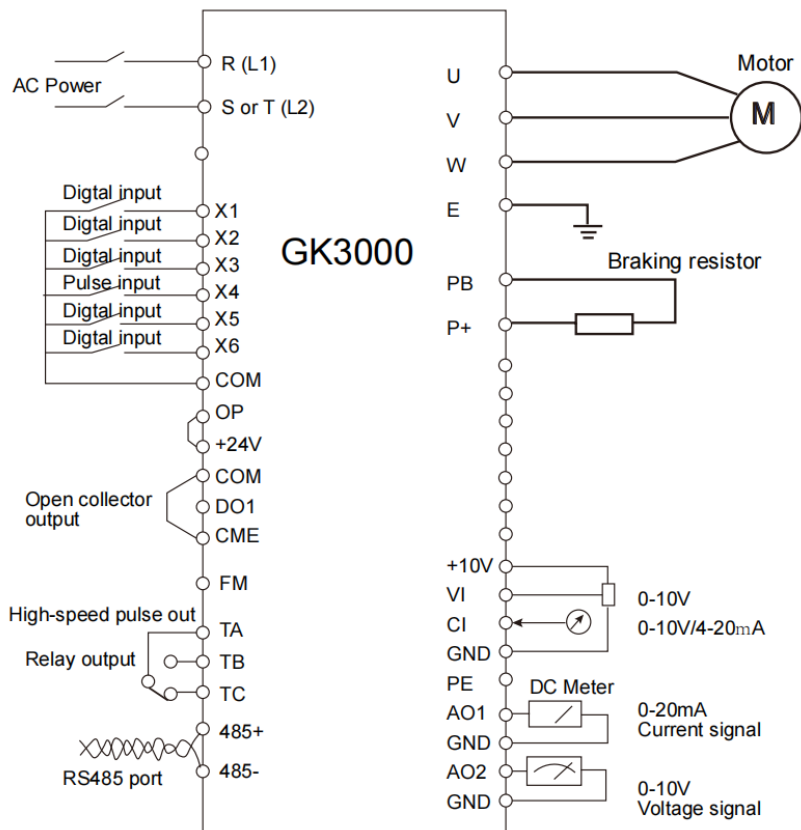 R (L1)
AC Power
S or T (L2)
Digtal input
X1
Digtal input
X2
Digtal input
X3
Pulse input
X4
Digtal input
X5
Digtal input
X6
COM
OP
+24V
COM
Open collector
output
DO1
CME
FM
High-speed pulse out
TA
Relay output
TB
TC
485+
RS485 port
485-
GK3000
U
Motor
M
V
W
E
Braking resistor
PB
P+
+10V
VI
0-10V
CI
0-10V/4-20mA
GND
PE
DC Meter
AO1
0-20mA
Current signal
GND
AO2
0-10V
Voltage signal
GND